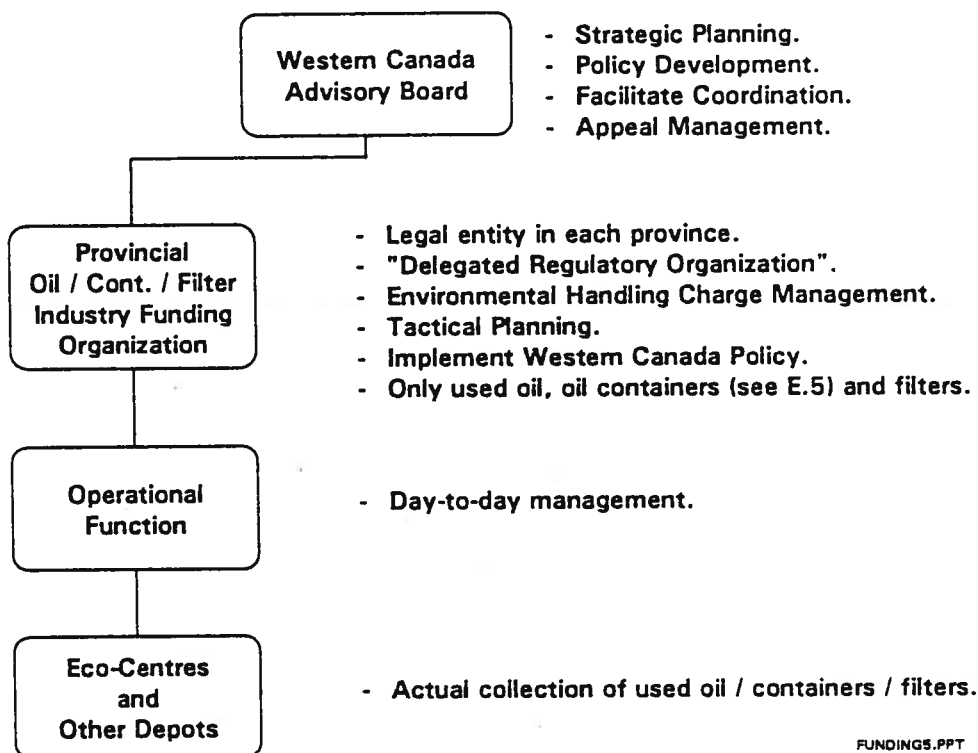 Western Canada
Advisory Board
- Strategic Planning.
- Policy Development.
- Facilitate Coordination.
- Appeal Management.
Provincial
Oil / Cont. / Filter
Industry Funding
Organization
- Legal entity in each province.
- "Delegated Regulatory Organization".
- Environmental Handling Charge Management.
- Tactical Planning.
- Implement Western Canada Policy.
- Only used oil, oil containers (see E.5) and filters.
Operational
Function
- Day-to-day management.
Eco-Centres
and
Other Depots
- Actual collection of used oil / containers / filters.
FUNDING5.PPT